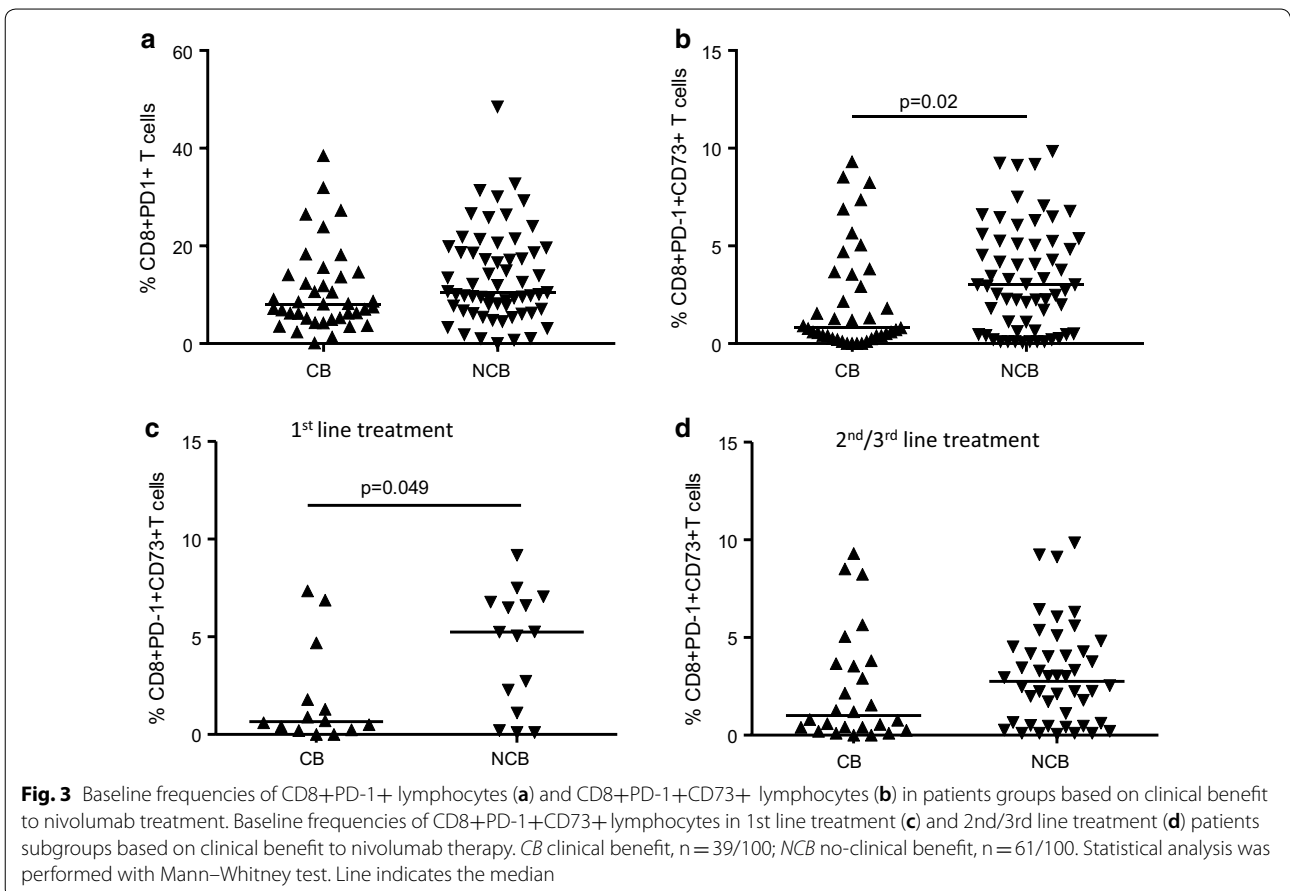 a
b
60
40
20
0
% CD8+PD1+ T cells
CB
NCB
15
10
5
0
% CD8+PD-1+CD73+ T cells
p=0.02
CB
NCB
c
1st line treatment
15
10
5
0
% CD8+PD-1+CD73+T cells
p=0.049
CB
NCB
d
2nd/3rd line treatment
15
10
5
0
% CD8+PD-1+CD73+T cells
CB
NCB
Fig. 3 Baseline frequencies of CD8+PD-1+ lymphocytes (a) and CD8+PD-1+CD73+ lymphocytes (b) in patients groups based on clinical benefit
to nivolumab treatment. Baseline frequencies of CD8+PD-1+CD73+ lymphocytes in 1st line treatment (c) and 2nd/3rd line treatment (d) patients
subgroups based on clinical benefit to nivolumab therapy. CB clinical benefit, n = 39/100; NCB no-clinical benefit, n = 61/100. Statistical analysis was
performed with Mann–Whitney test. Line indicates the median